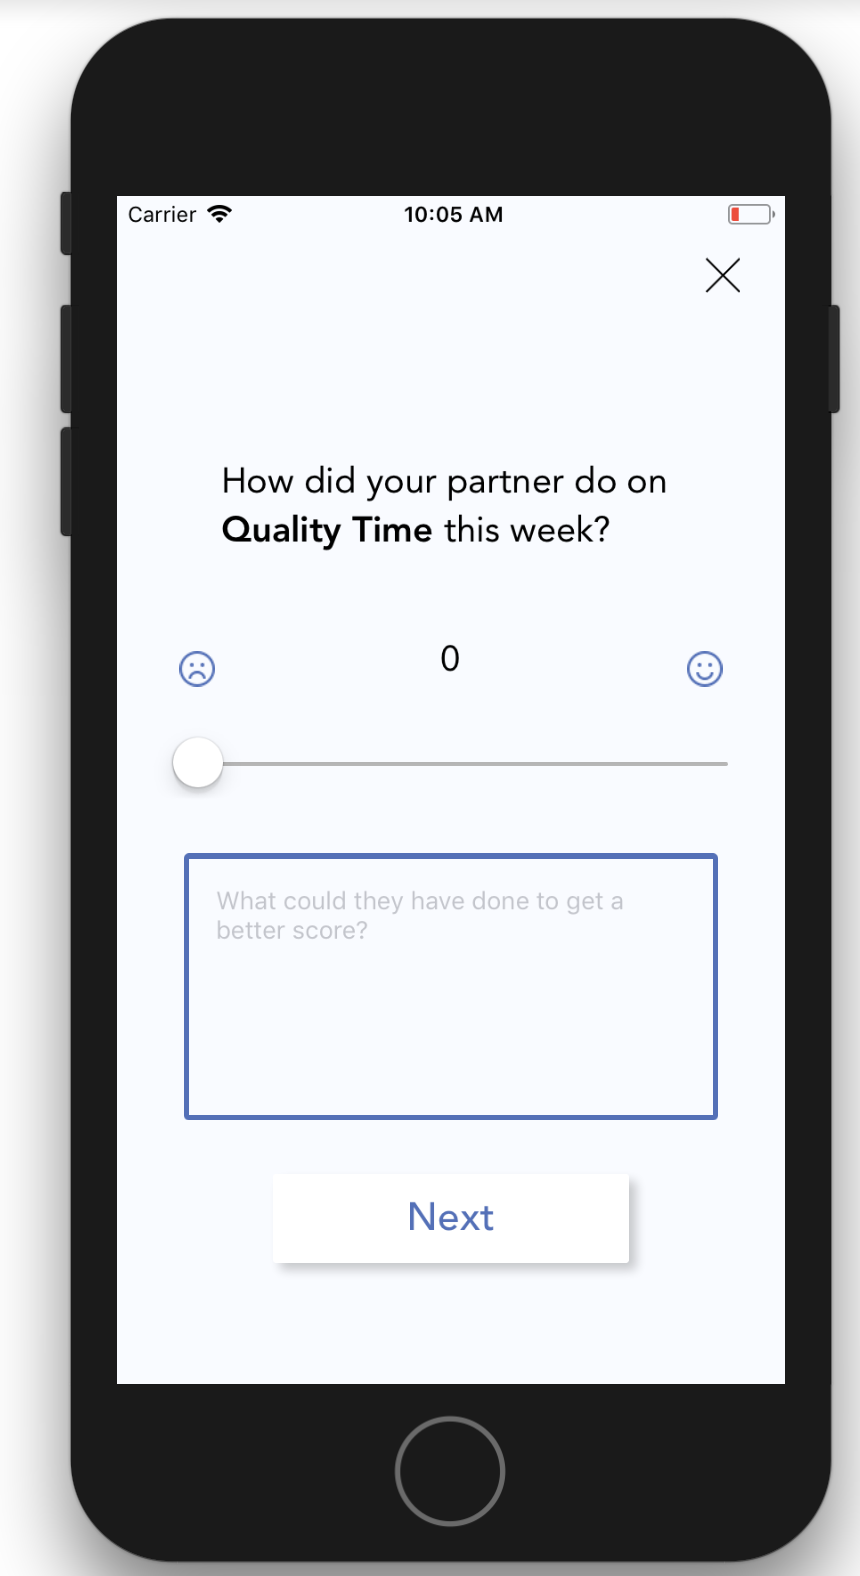 Carrier
10:05 AM
How did your partner do on
Quality Time this week?
0
What could they have done to get a
better score?
Next